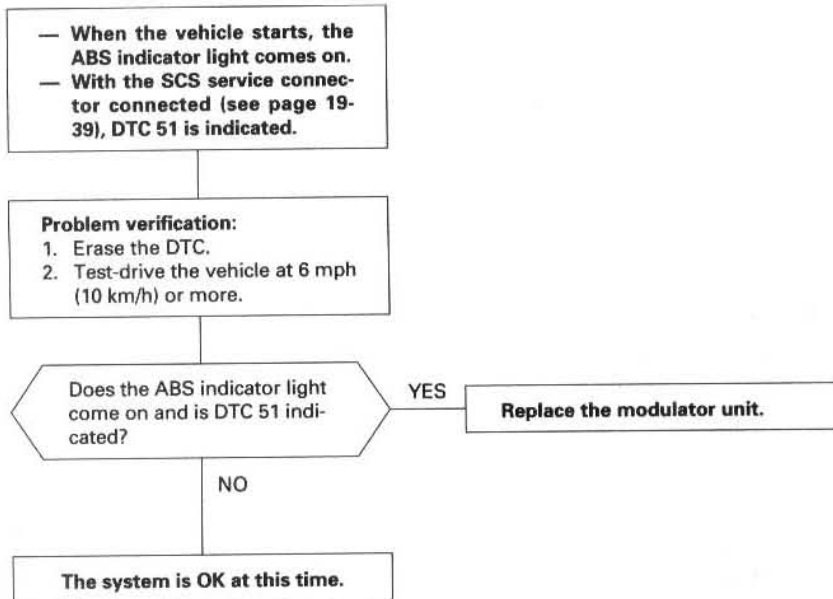 — When the vehicle starts, the
ABS indicator light comes on.
— With the SCS service connec-
tor connected (see page 19-
39), DTC 51 is indicated.
Problem verification:
1. Erase the DTC.
2. Test-drive the vehicle at 6 mph
(10 km/h) or more.
Does the ABS indicator light
come on and is DTC 51 indi-
cated?
YES
Replace the modulator unit.
NO
The system is OK at this time.